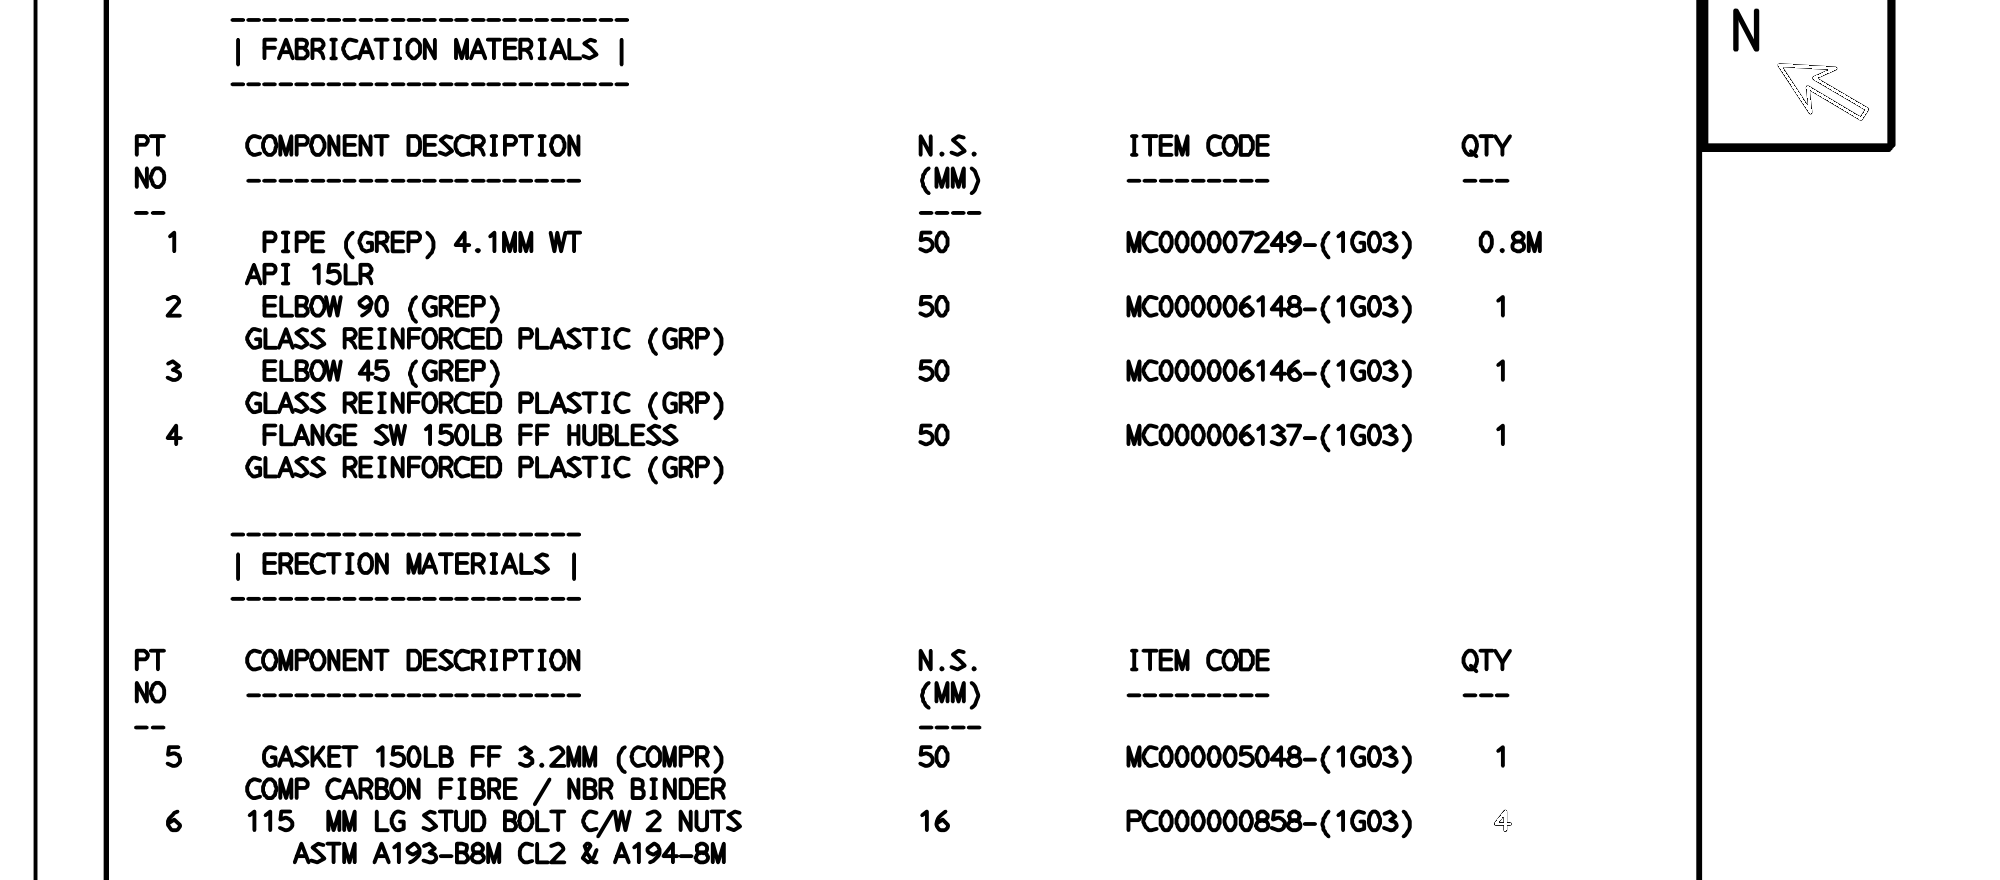 -------------------------
| FABRICATION MATERIALS |
-------------------------
N
PT COMPONENT DESCRIPTION N.S. ITEM CODE QTY
NO --------------------- (MM) --------- ---
-- ----
1 PIPE (GREP) 4.1MM WT 50 MC000007249-(1G03) 0.8M
API 15LR
2 ELBOW 90 (GREP) 50 MC000006148-(1G03) 1
GLASS REINFORCED PLASTIC (GRP)
3 ELBOW 45 (GREP) 50 MC000006146-(1G03) 1
GLASS REINFORCED PLASTIC (GRP)
4 FLANGE SW 150LB FF HUBLESS 50 MC000006137-(1G03) 1
GLASS REINFORCED PLASTIC (GRP)
----------------------
| ERECTION MATERIALS |
----------------------
PT COMPONENT DESCRIPTION N.S. ITEM CODE QTY
NO --------------------- (MM) --------- ---
-- ----
5 GASKET 150LB FF 3.2MM (COMPR) 50 MC000005048-(1G03) 1
COMP CARBON FIBRE / NBR BINDER
6 115 MM LG STUD BOLT C/W 2 NUTS 16 PC000000858-(1G03) 4
ASTM A193-B8M CL2 & A194-8M